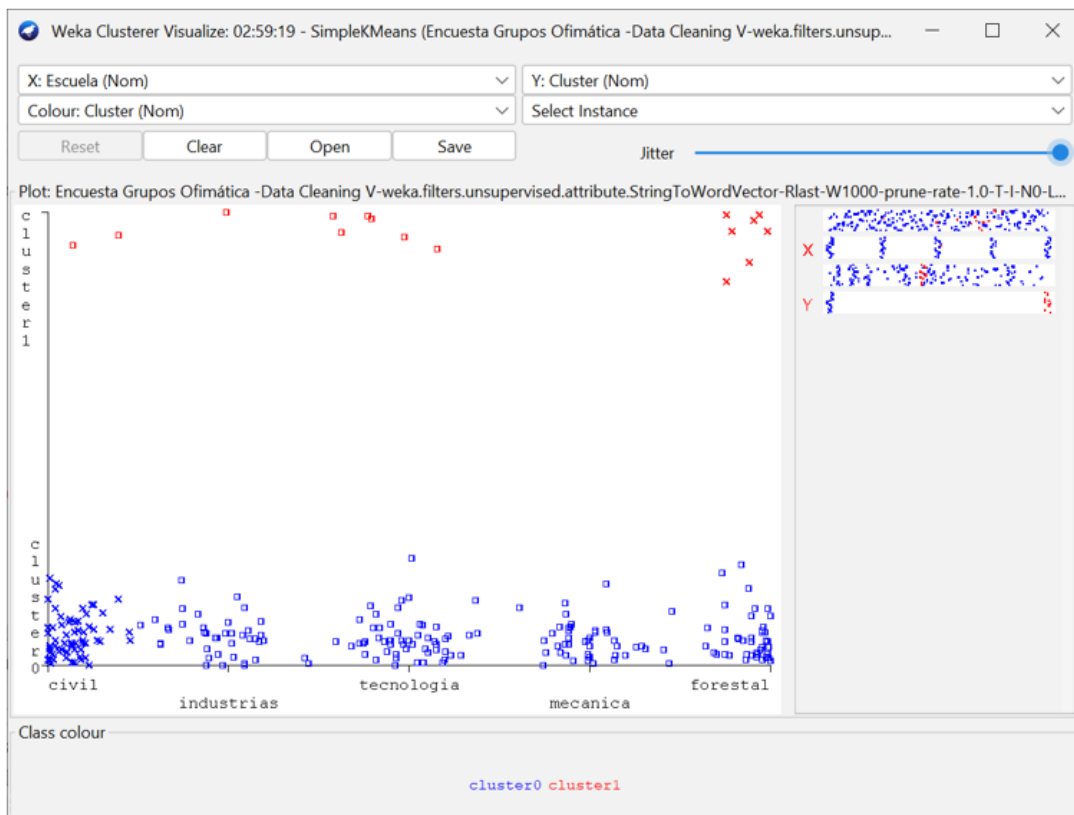 Weka Clusterer Visualize: 02:59:19 - SimpleKMeans (Encuesta Grupos Ofimática -Data Cleaning V-weka.filters.unsup...
X: Escuela (Nom)
Y: Cluster (Nom)
Colour: Cluster (Nom)
Select Instance
Reset
Clear
Open
Save
Jitter
Plot: Encuesta Grupos Ofimática -Data Cleaning V-weka.filters.unsupervised.attribute.StringToWordVector-Rlast-W1000-prune-rate-1.0-T-I-N0-L...
cluster1
X
Y
cluster0
civil
industrias
tecnologia
mecanica
forestal
Class colour
cluster0 cluster1